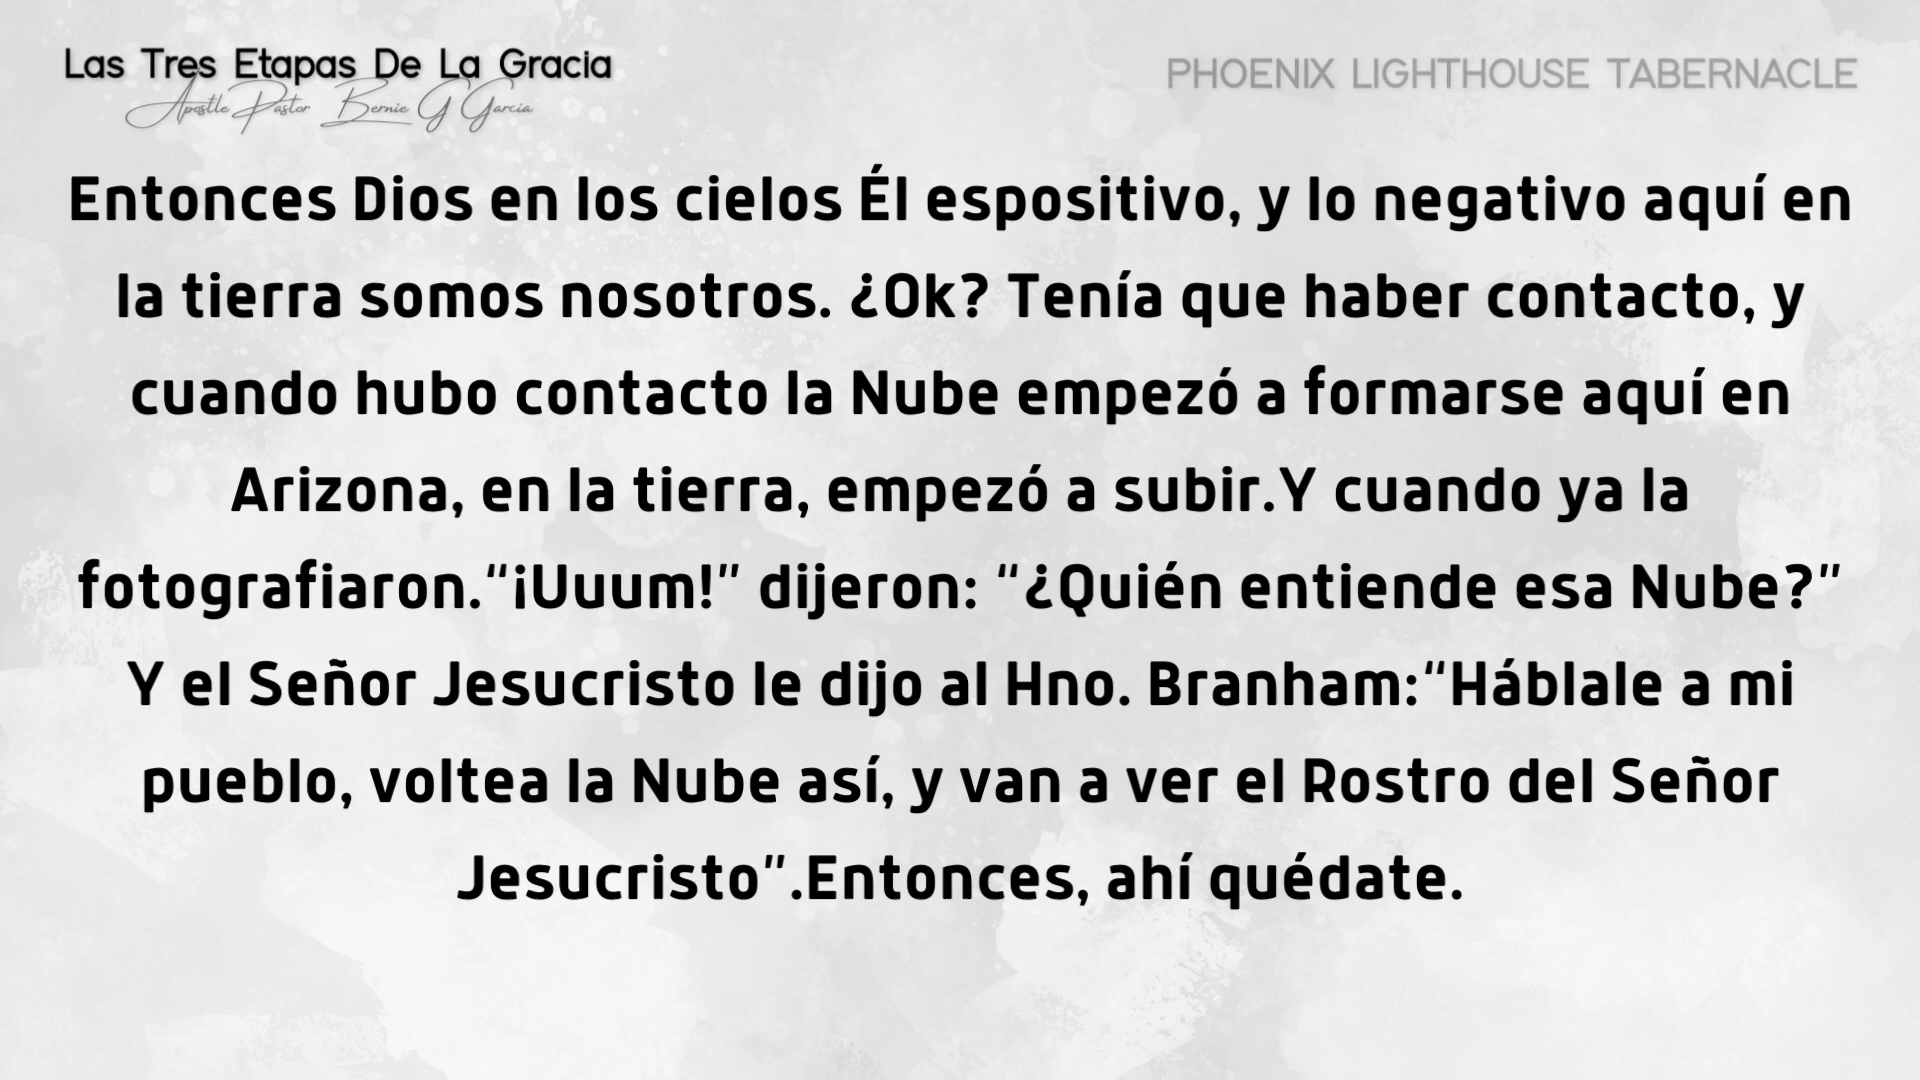 Las Tres Etapas De La Gracia
Apostle Pastor Bernie G Garcia
PHOENIX LIGHTHOUSE TABERNACLE
Entonces Dios en los cielos Él espositivo, y lo negativo aquí en
la tierra somos nosotros. ¿Ok? Tenía que haber contacto, y
cuando hubo contacto la Nube empezó a formarse aquí en
Arizona, en la tierra, empezó a subir.Y cuando ya la
fotografiaron.“¡Uuum!” dijeron: “¿Quién entiende esa Nube?”
Y el Señor Jesucristo le dijo al Hno. Branham:“Háblale a mi
pueblo, voltea la Nube así, y van a ver el Rostro del Señor
Jesucristo”.Entonces, ahí quédate.